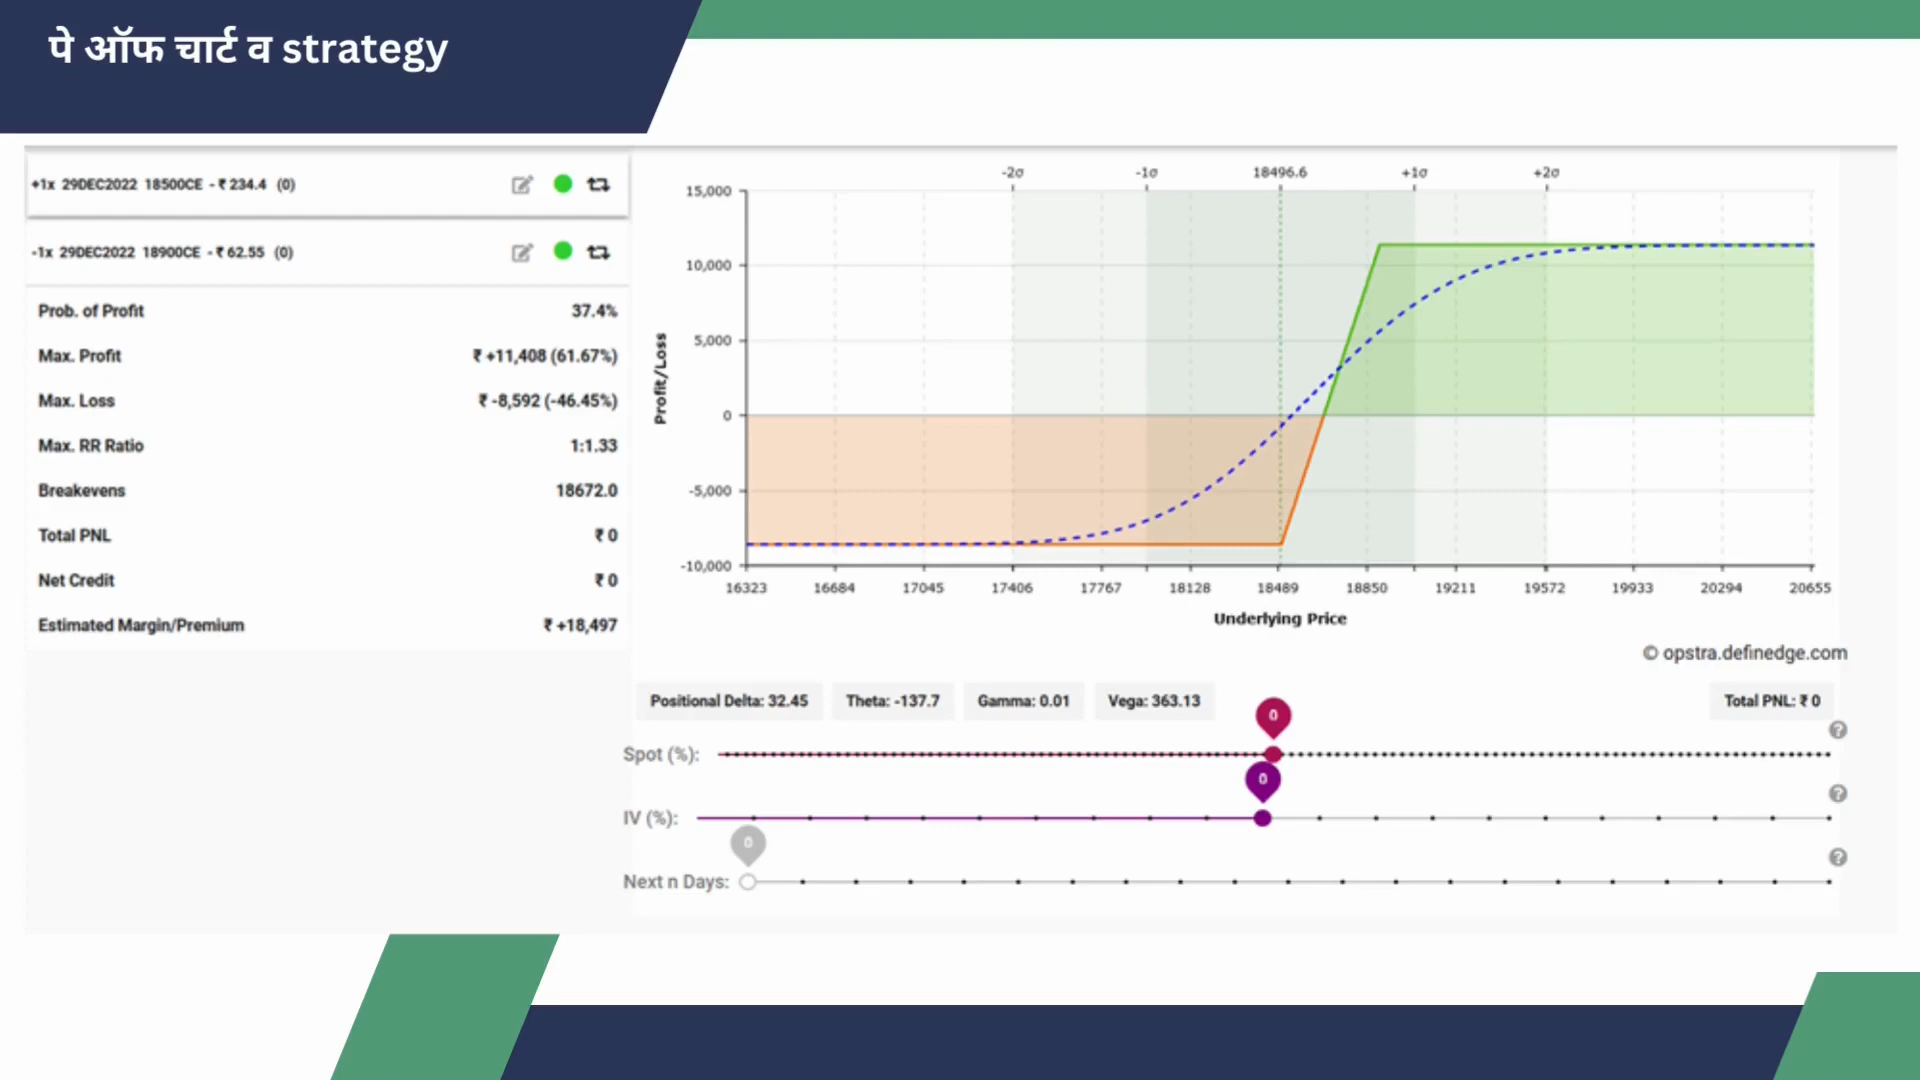 पे ऑफ चार्ट व strategy
+1x 29DEC2022 18500CE - ₹ 234.4 (0)
-1x 29DEC2022 18900CE - ₹ 62.55 (0)
Prob. of Profit 37.4%
Max. Profit ₹ +11,408 (61.67%)
Max. Loss ₹ -8,592 (-46.45%)
Max. RR Ratio 1:1.33
Breakevens 18672.0
Total PNL ₹ 0
Net Credit ₹ 0
Estimated Margin/Premium ₹ +18,497
-2σ -1σ 18496.6 +1σ +2σ
15,000
10,000
5,000
0
-5,000
-10,000
Profit/Loss
16323 16684 17045 17406 17767 18128 18489 18850 19211 19572 19933 20294 20655
Underlying Price
© opstra.definedge.com
Positional Delta: 32.45 Theta: -137.7 Gamma: 0.01 Vega: 363.13 Total PNL: ₹ 0
0
?
Spot (%):
0
?
IV (%):
0
?
Next n Days: